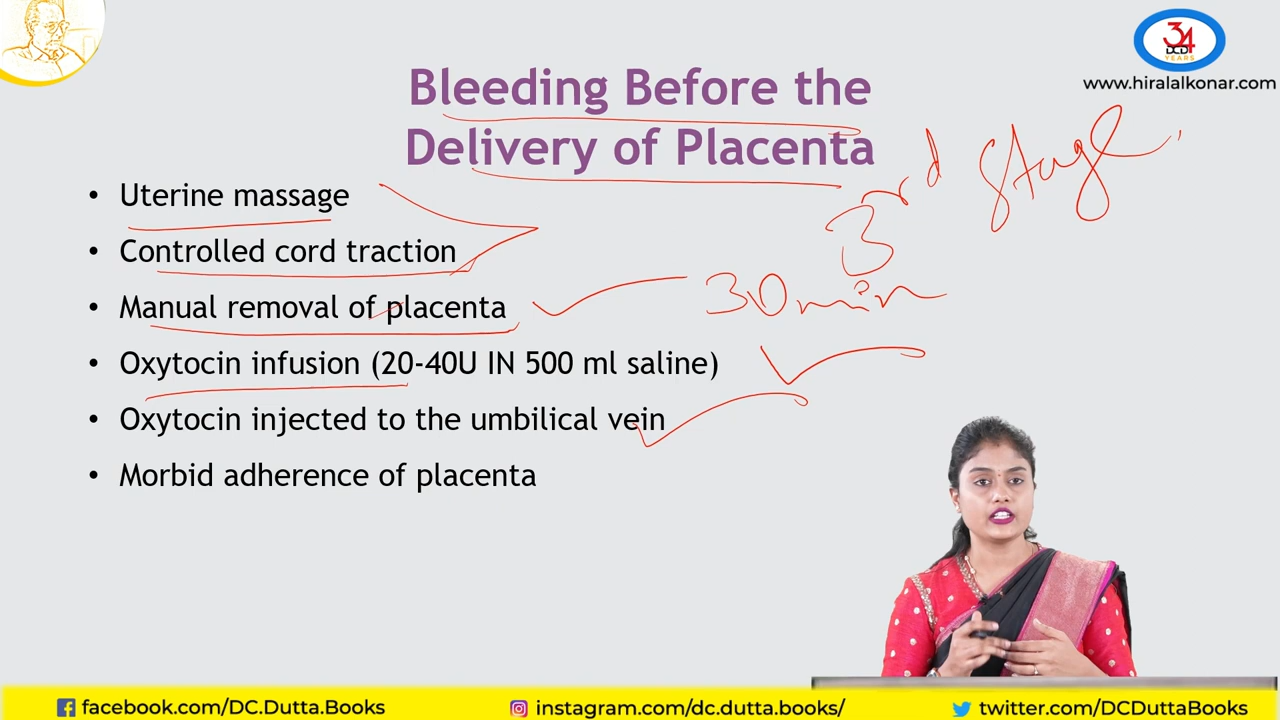 34
DCD
YEARS
www.hiralalkonar.com
Bleeding Before the
Delivery of Placenta
3rd stage
• Uterine massage
• Controlled cord traction
• Manual removal of placenta
30 min
• Oxytocin infusion (20-40U IN 500 ml saline)
• Oxytocin injected to the umbilical vein
• Morbid adherence of placenta
facebook.com/DC.Dutta.Books
instagram.com/dc.dutta.books/
twitter.com/DCDuttaBooks